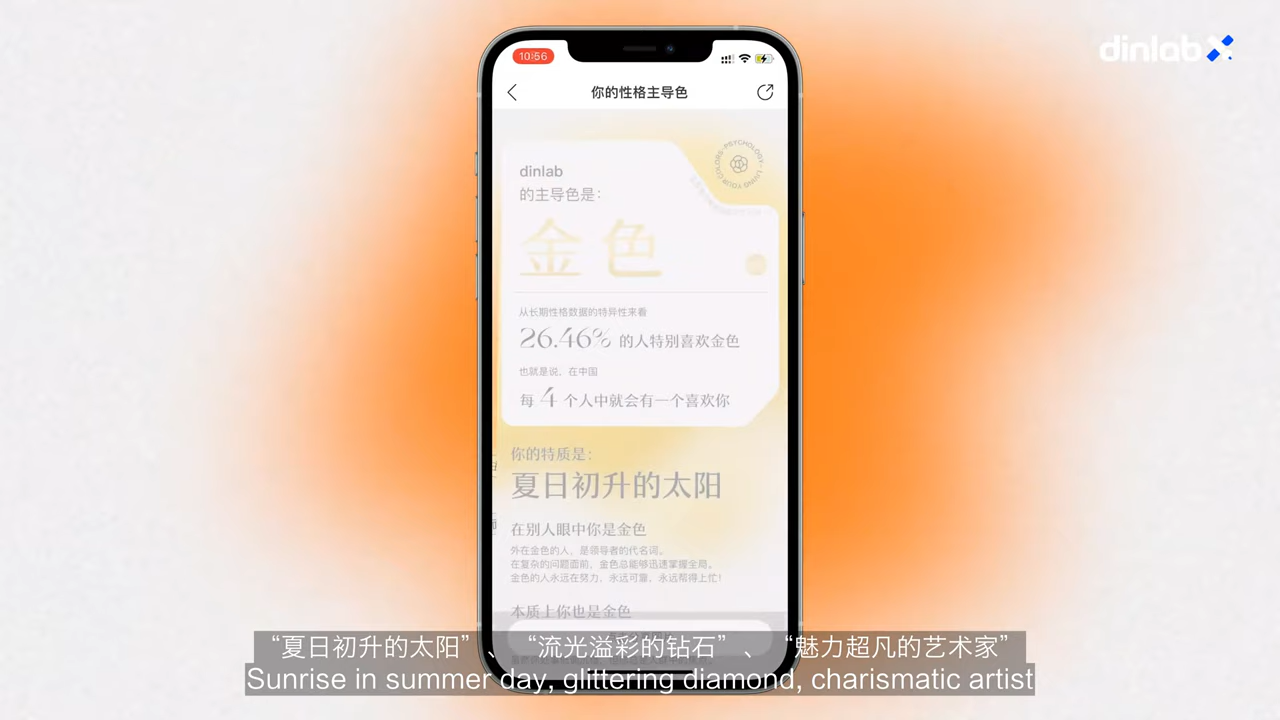 dinlab
10:56
你的性格主导色
PSYCHOLOGY
dinlab
的主导色是：
金色
从长期性格数据的特异性来看
26.46% 的人特别喜欢金色
也就是说，在中国
每 4 个人中就会有一个喜欢你
你的特质是：
夏日初升的太阳
在别人眼中你是金色
外在金色的人，是领导者的代名词。
在复杂的问题面前，金色总能够迅速掌握全局。
金色的人永远在努力，永远可靠，永远帮得上忙！
本质上你也是金色
“夏日初升的太阳”、“流光溢彩的钻石”、“魅力超凡的艺术家”
Sunrise in summer day, glittering diamond, charismatic artist